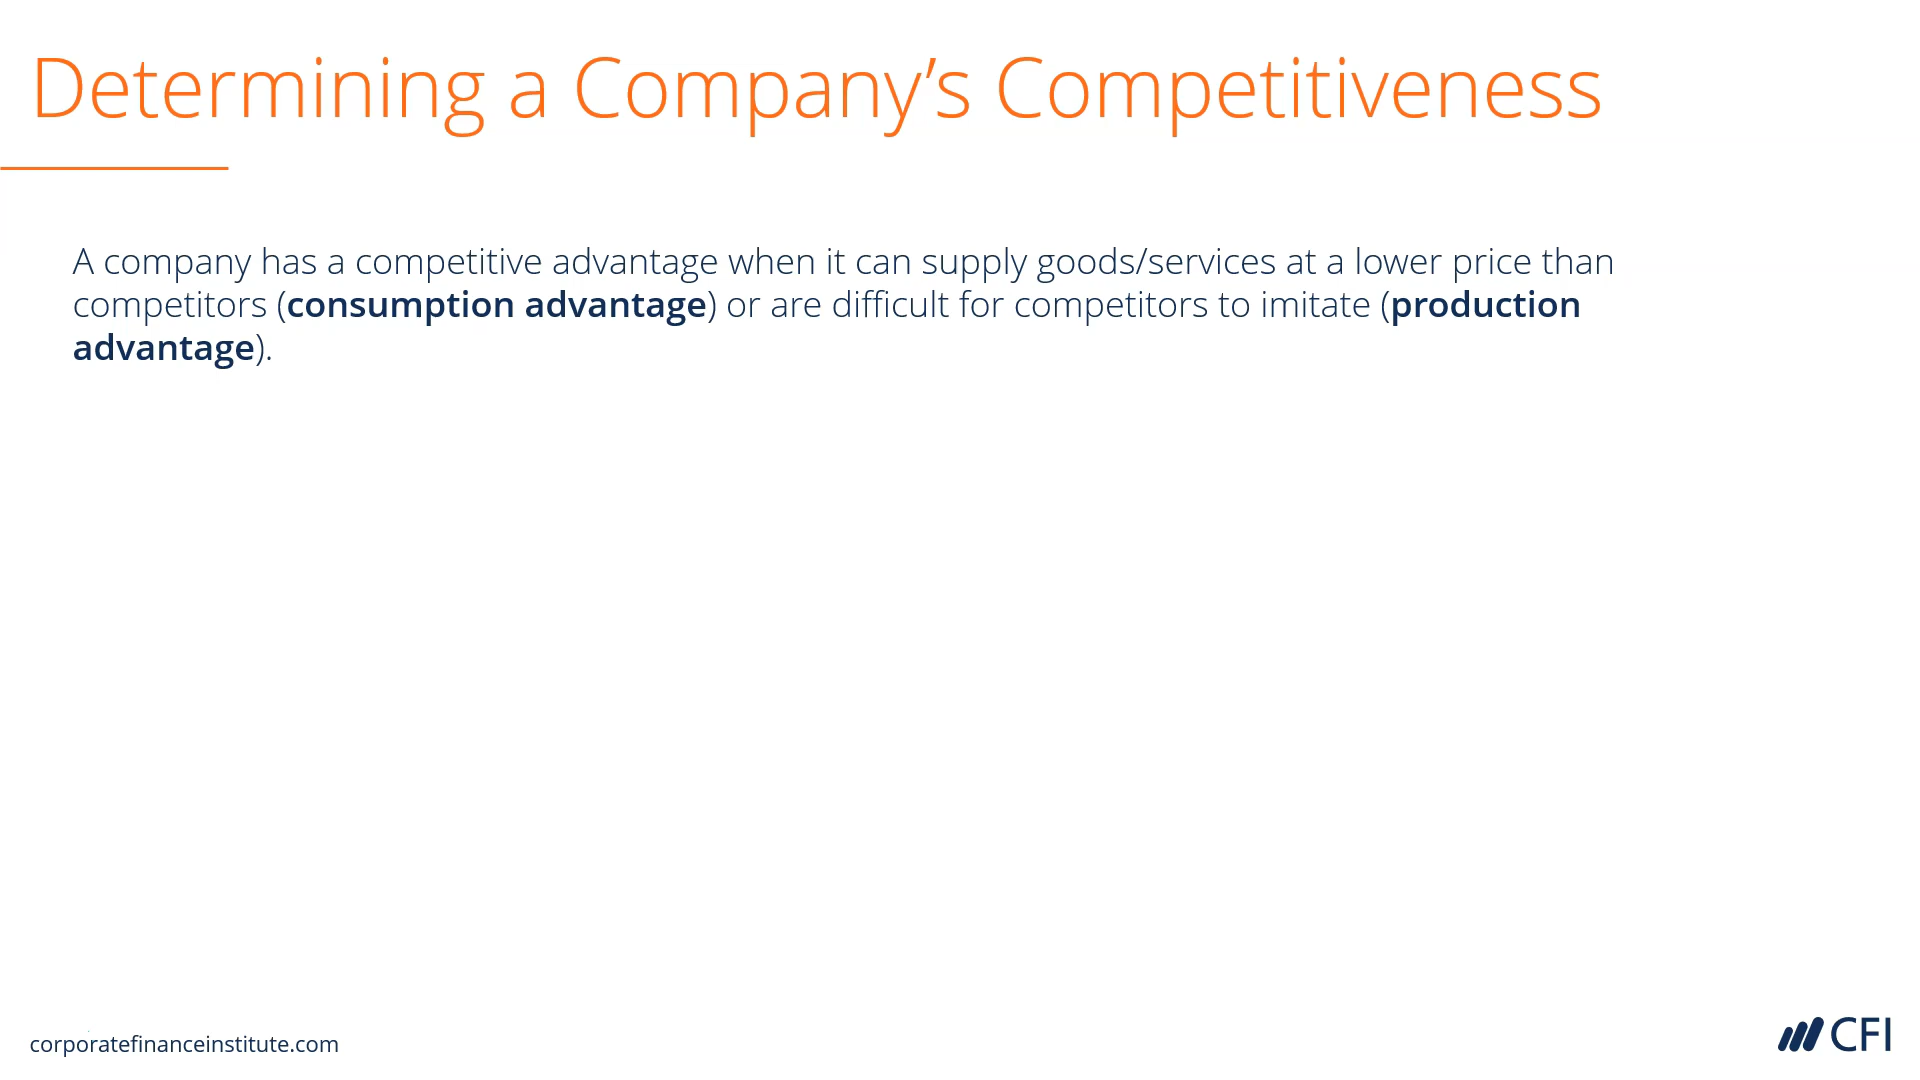 Determining a Company’s Competitiveness
A company has a competitive advantage when it can supply goods/services at a lower price than
competitors (consumption advantage) or are difficult for competitors to imitate (production
advantage).
corporatefinanceinstitute.com
CFI